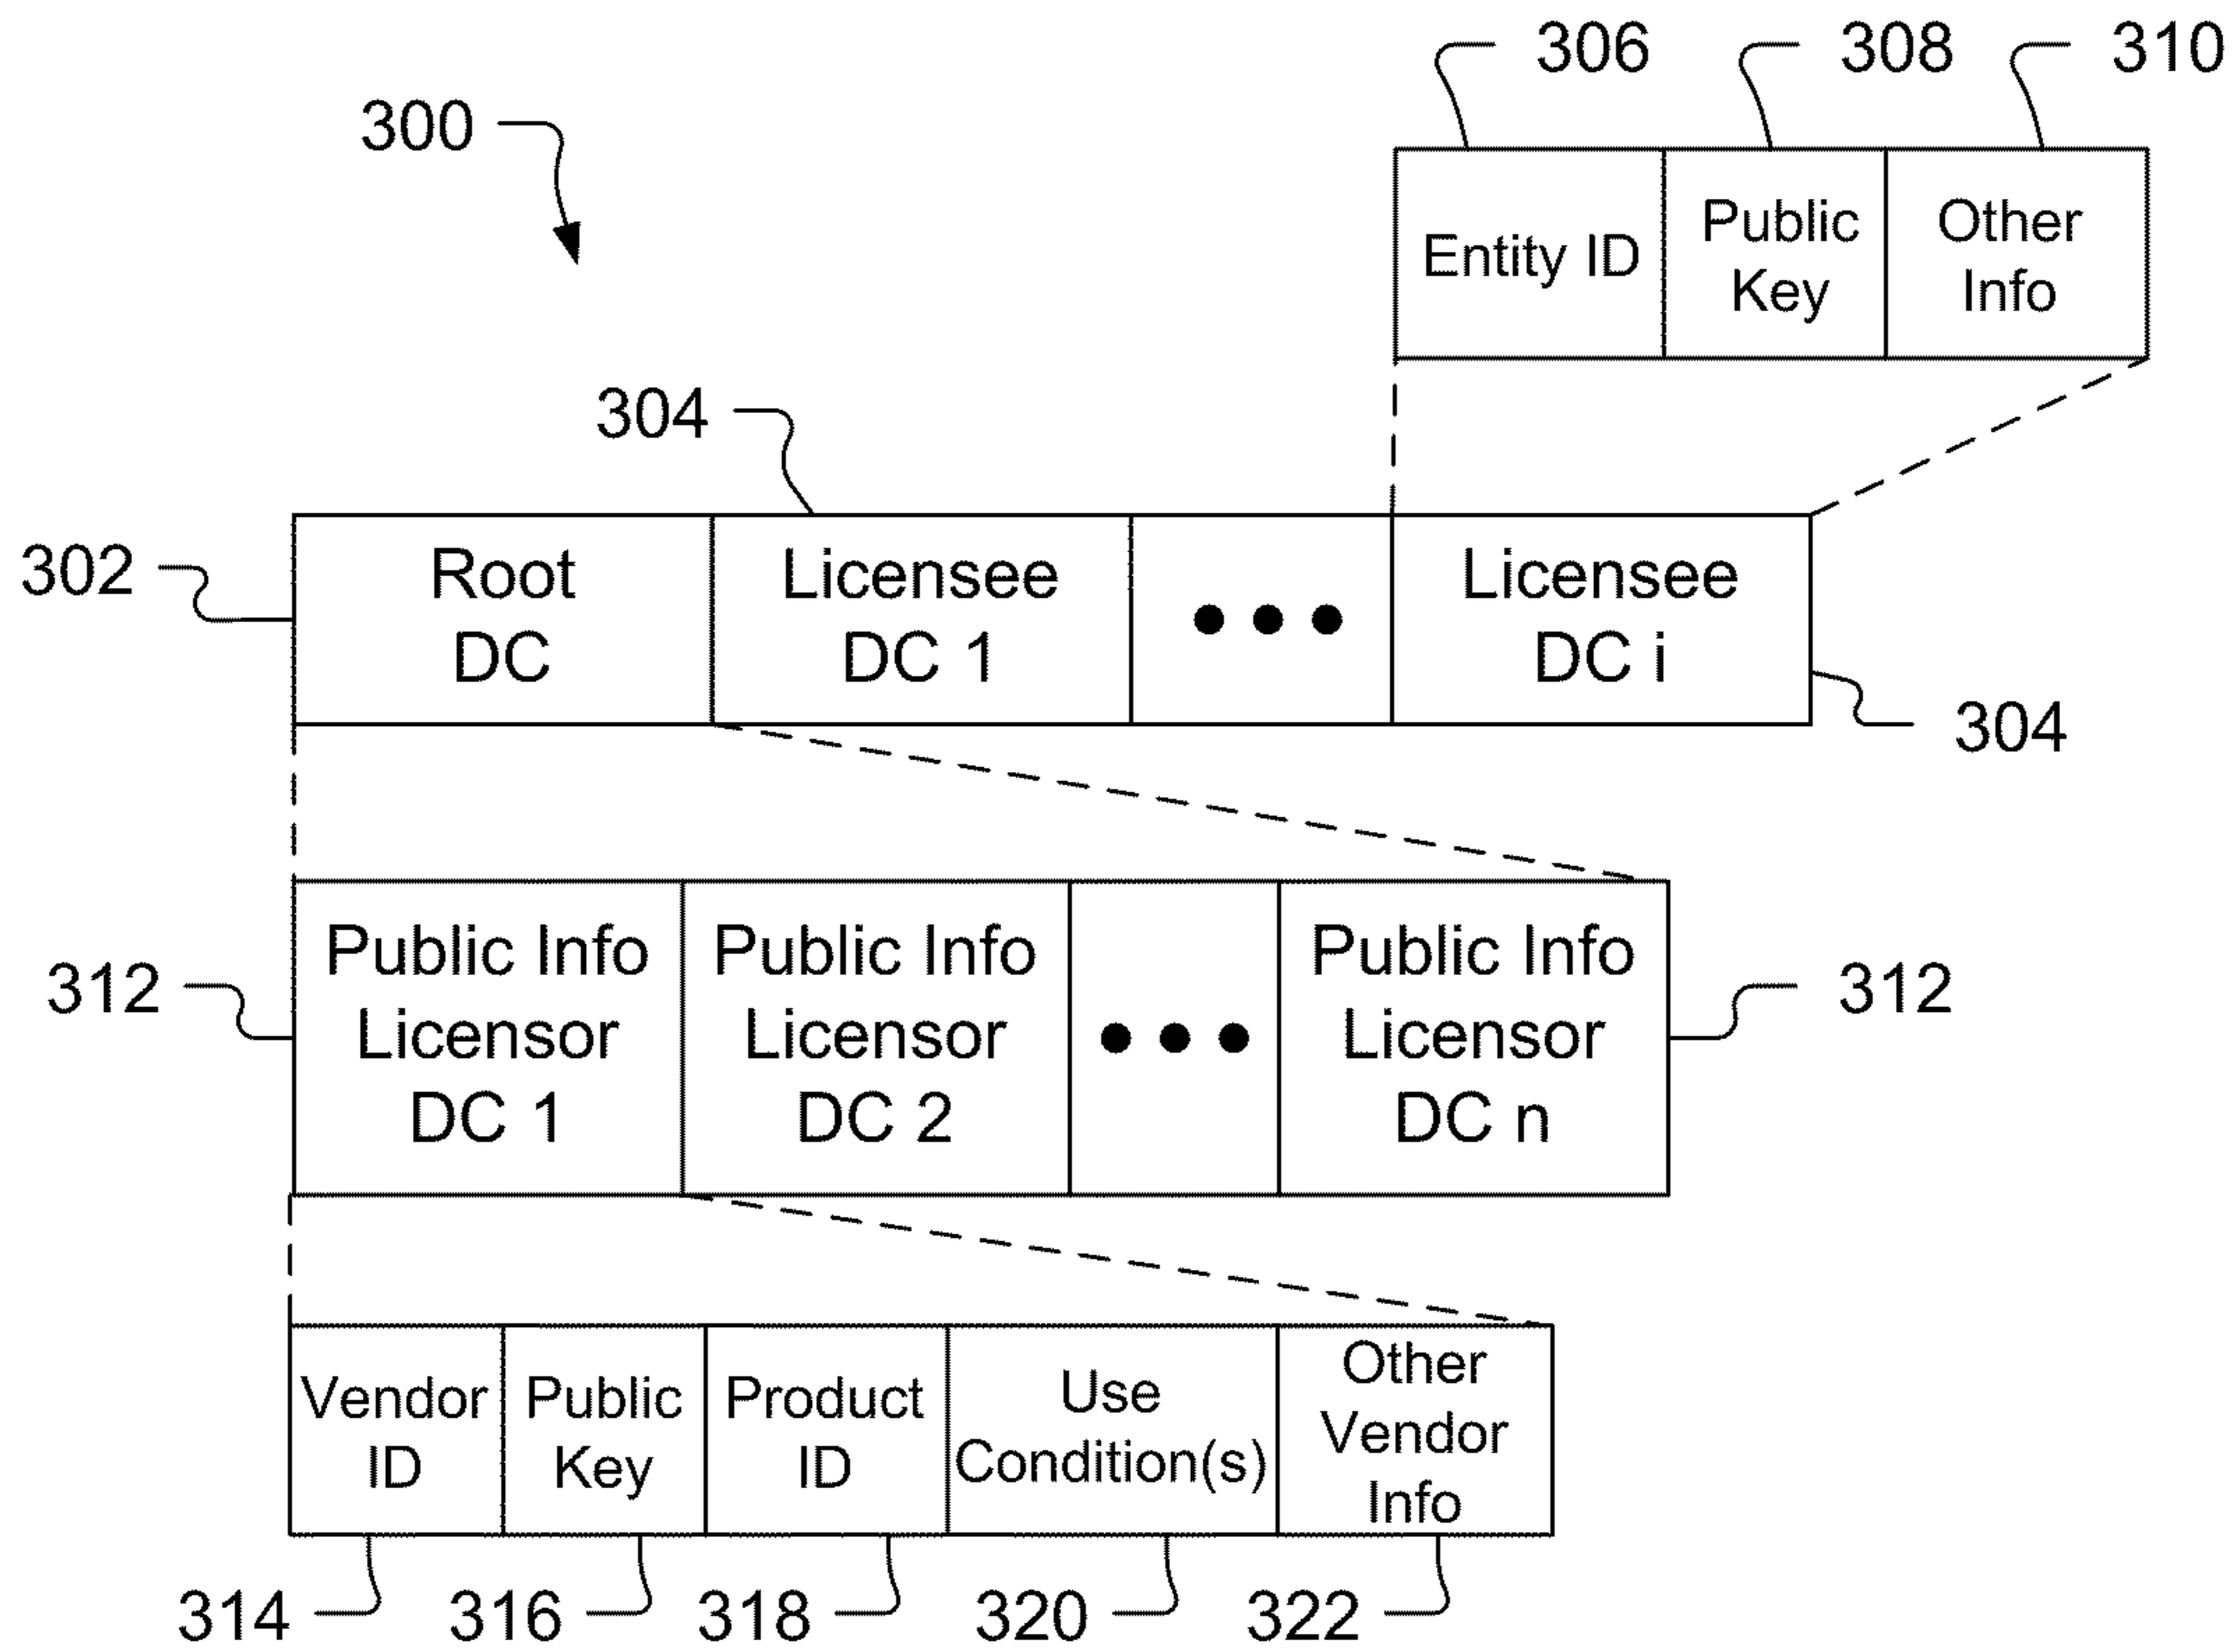 306 308 310
300
Entity ID
Public
Key
Other
Info
304
302
Root
DC
Licensee
DC 1
Licensee
DC i
304
312
Public Info
Licensor
DC 1
Public Info
Licensor
DC 2
Public Info
Licensor
DC n
312
Vendor
ID
Public
Key
Product
ID
Use
Condition(s)
Other
Vendor
Info
314 316 318 320 322